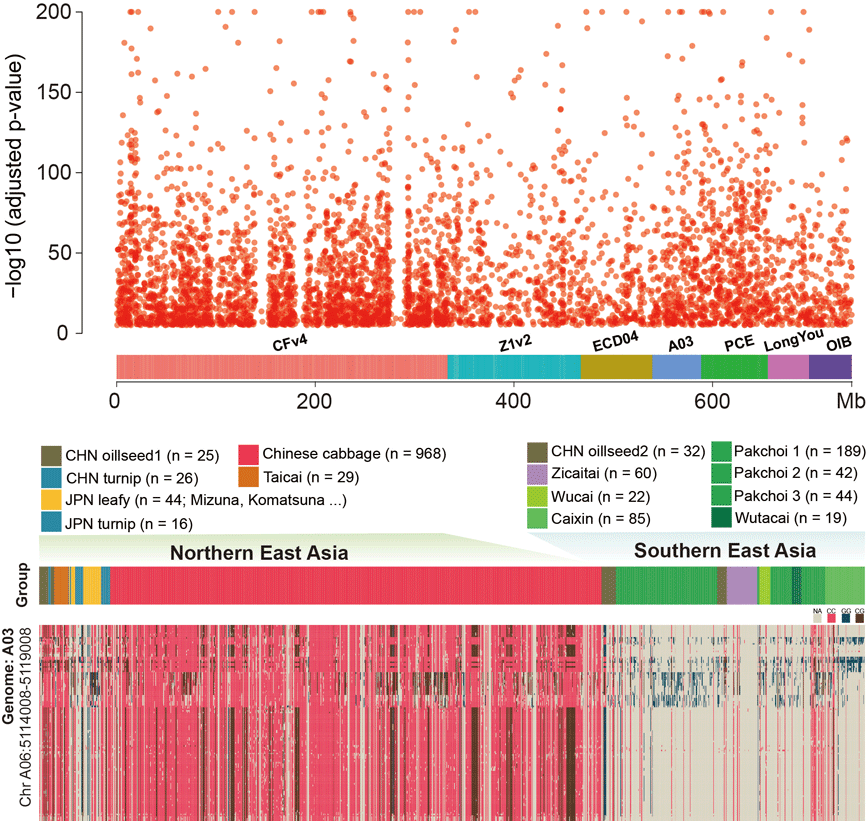 200
150
100
50
0
−log10 (adjusted p-value)
CFv4
Z1v2
ECD04
A03
PCE
LongYou
OIB
0
200
400
600
Mb
CHN oillseed1 (n = 25)
Chinese cabbage (n = 968)
CHN turnip (n = 26)
Taicai (n = 29)
JPN leafy (n = 44; Mizuna, Komatsuna ...)
JPN turnip (n = 16)
CHN oillseed2 (n = 32)
Pakchoi 1 (n = 189)
Zicaitai (n = 60)
Pakchoi 2 (n = 42)
Wucai (n = 22)
Pakchoi 3 (n = 44)
Caixin (n = 85)
Wutacai (n = 19)
Northern East Asia
Southern East Asia
Group
NA
CC
GG
CG
Genome: A03
Chr A06:5114008-5119008